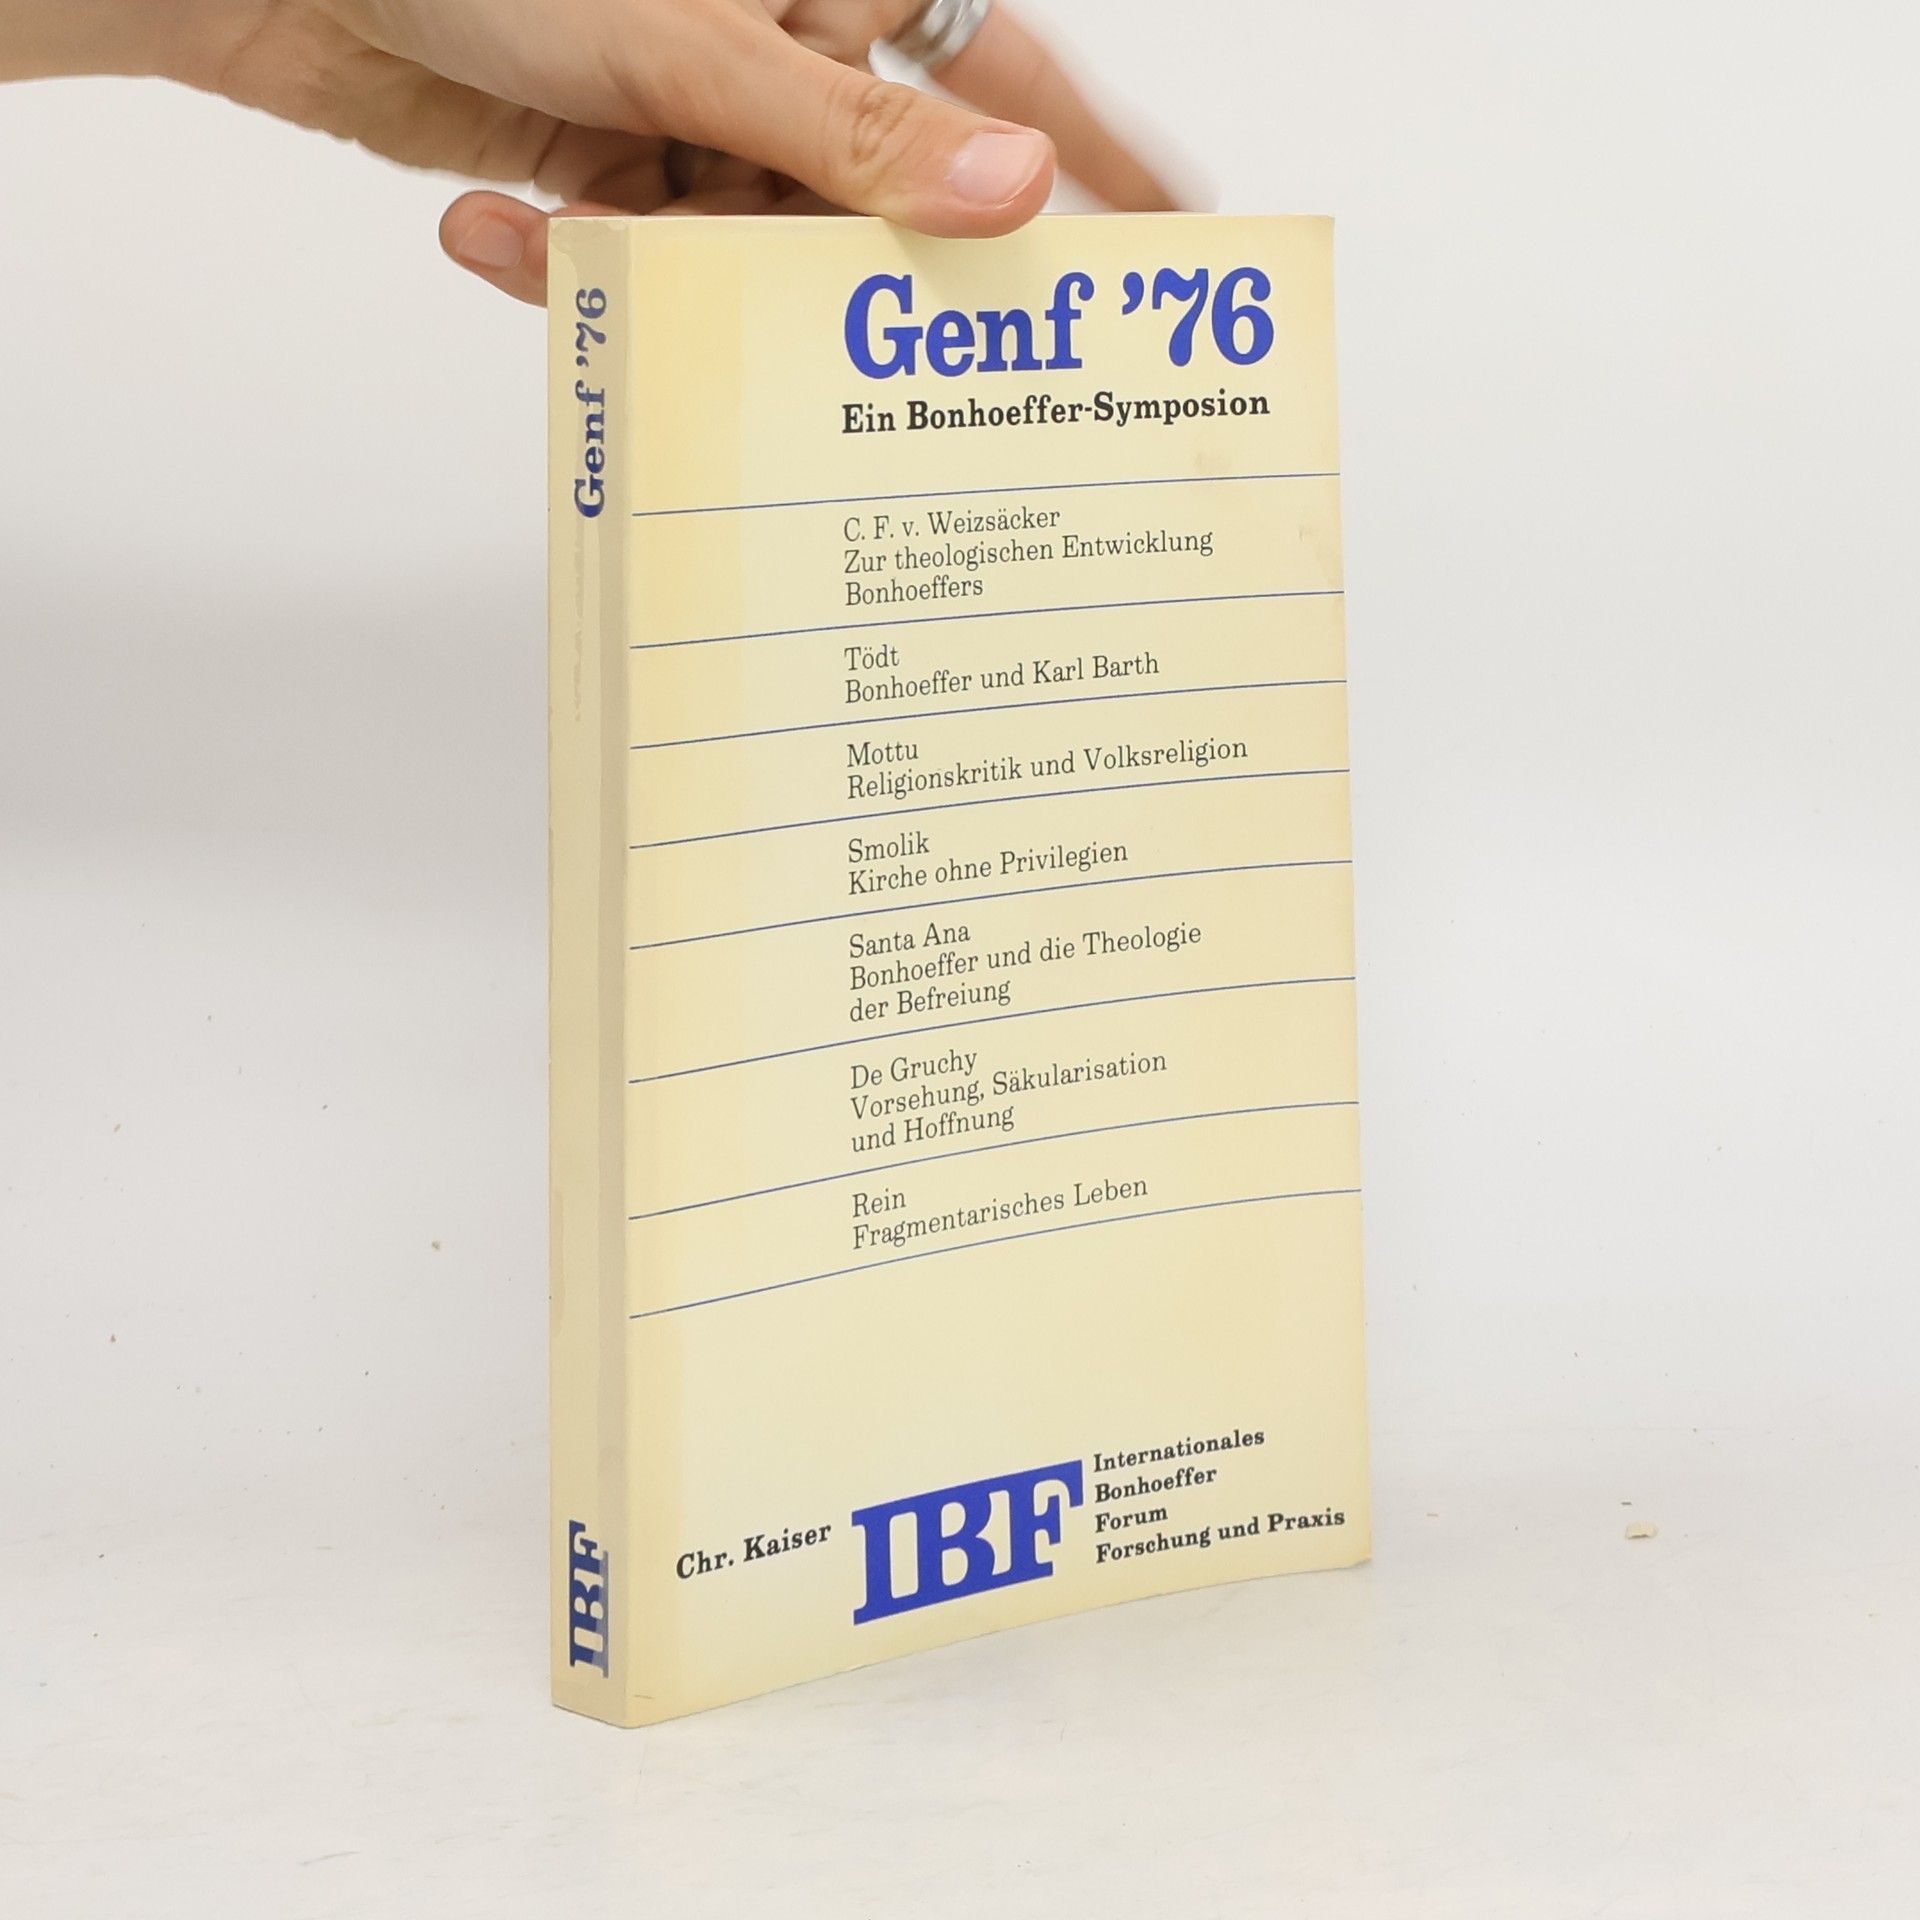 Genf '76
IBF
Genf ’76
Ein Bonhoeffer-Symposion
C. F. v. Weizsäcker
Zur theologischen Entwicklung
Bonhoeffers
Tödt
Bonhoeffer und Karl Barth
Mottu
Religionskritik und Volksreligion
Smolik
Kirche ohne Privilegien
Santa Ana
Bonhoeffer und die Theologie
der Befreiung
De Gruchy
Vorsehung, Säkularisation
und Hoffnung
Rein
Fragmentarisches Leben
Chr. Kaiser
IBF
Internationales
Bonhoeffer
Forum
Forschung und Praxis